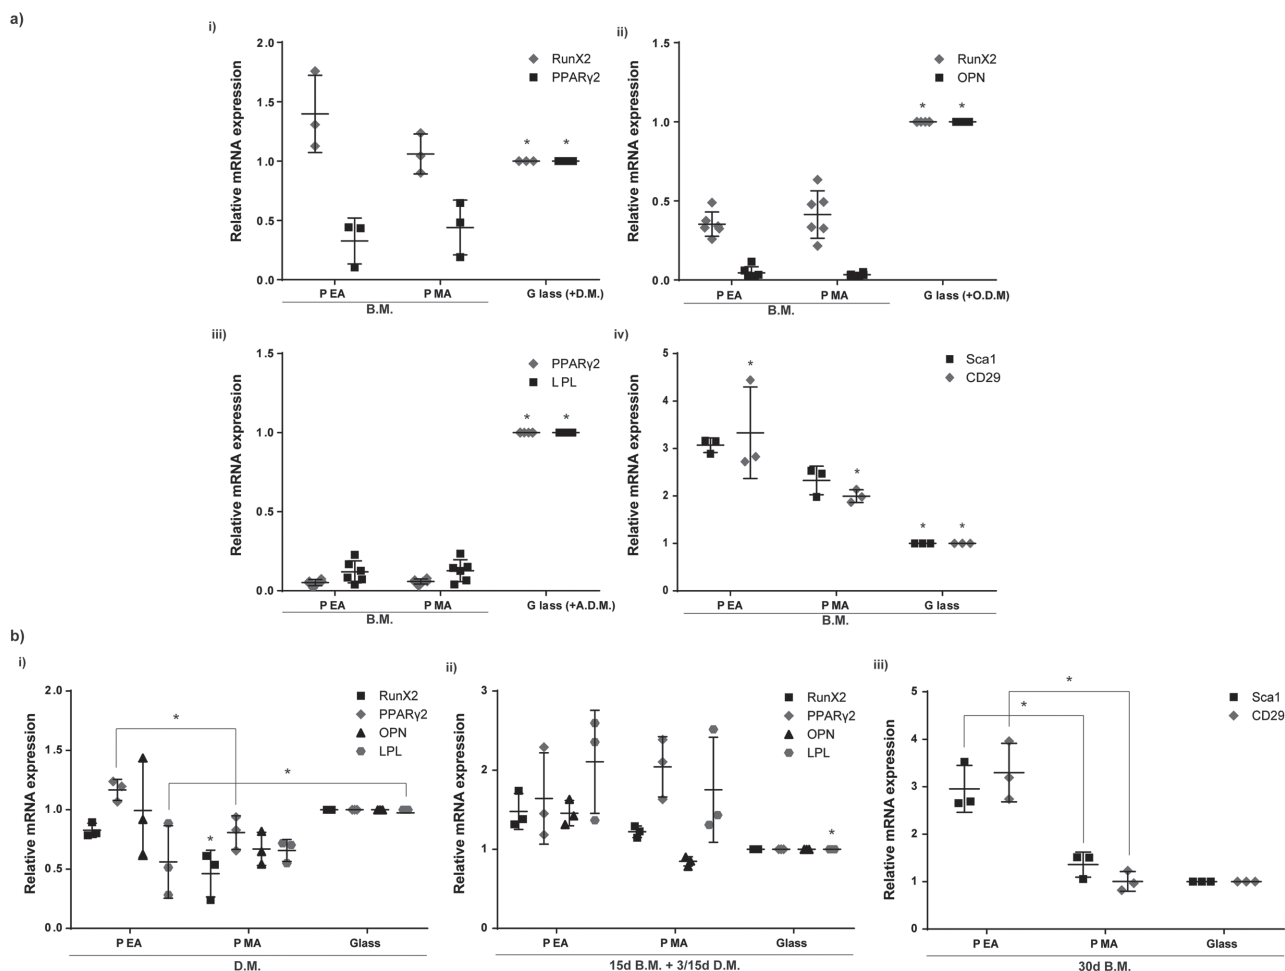 a)
i)
2.0
1.5
1.0
0.5
0.0
Relative mRNA expression
RunX2
PPARγ2
*
*
P EA
P MA
G lass (+D.M.)
B.M.
ii)
1.5
1.0
0.5
0.0
Relative mRNA expression
RunX2
OPN
*
*
P EA
P MA
G lass (+O.D.M)
B.M.
iii)
1.5
1.0
0.5
0.0
Relative mRNA expression
PPARγ2
L PL
*
*
P EA
P MA
G lass (+A.D.M.)
B.M.
iv)
5
4
3
2
1
0
Relative mRNA expression
Sca1
CD29
*
*
*
*
P EA
P MA
G lass
B.M.
b)
i)
2.0
1.5
1.0
0.5
0.0
Relative mRNA expression
RunX2
PPARγ2
OPN
LPL
*
*
*
P EA
P MA
Glass
D.M.
ii)
3
2
1
0
Relative mRNA expression
RunX2
PPARγ2
OPN
LPL
*
P EA
P MA
Glass
15d B.M. + 3/15d D.M.
iii)
5
4
3
2
1
0
Relative mRNA expression
Sca1
CD29
*
*
P EA
P MA
Glass
30d B.M.